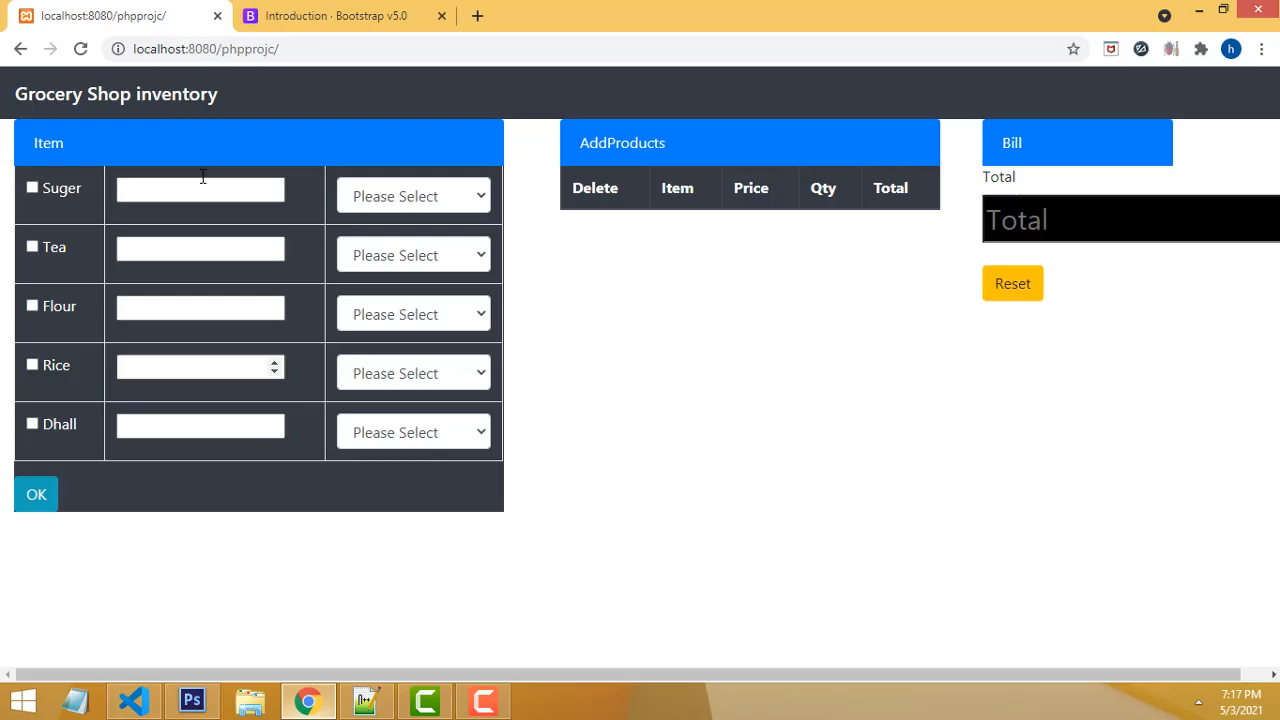 localhost:8080/phpprojc/
Introduction · Bootstrap v5.0
localhost:8080/phpprojc/
h
Grocery Shop inventory
Item
Suger
Please Select
Tea
Please Select
Flour
Please Select
Rice
Please Select
Dhall
Please Select
OK
AddProducts
Delete Item Price Qty Total
Bill
Total
Total
Reset
Ps
7:17 PM
5/3/2021